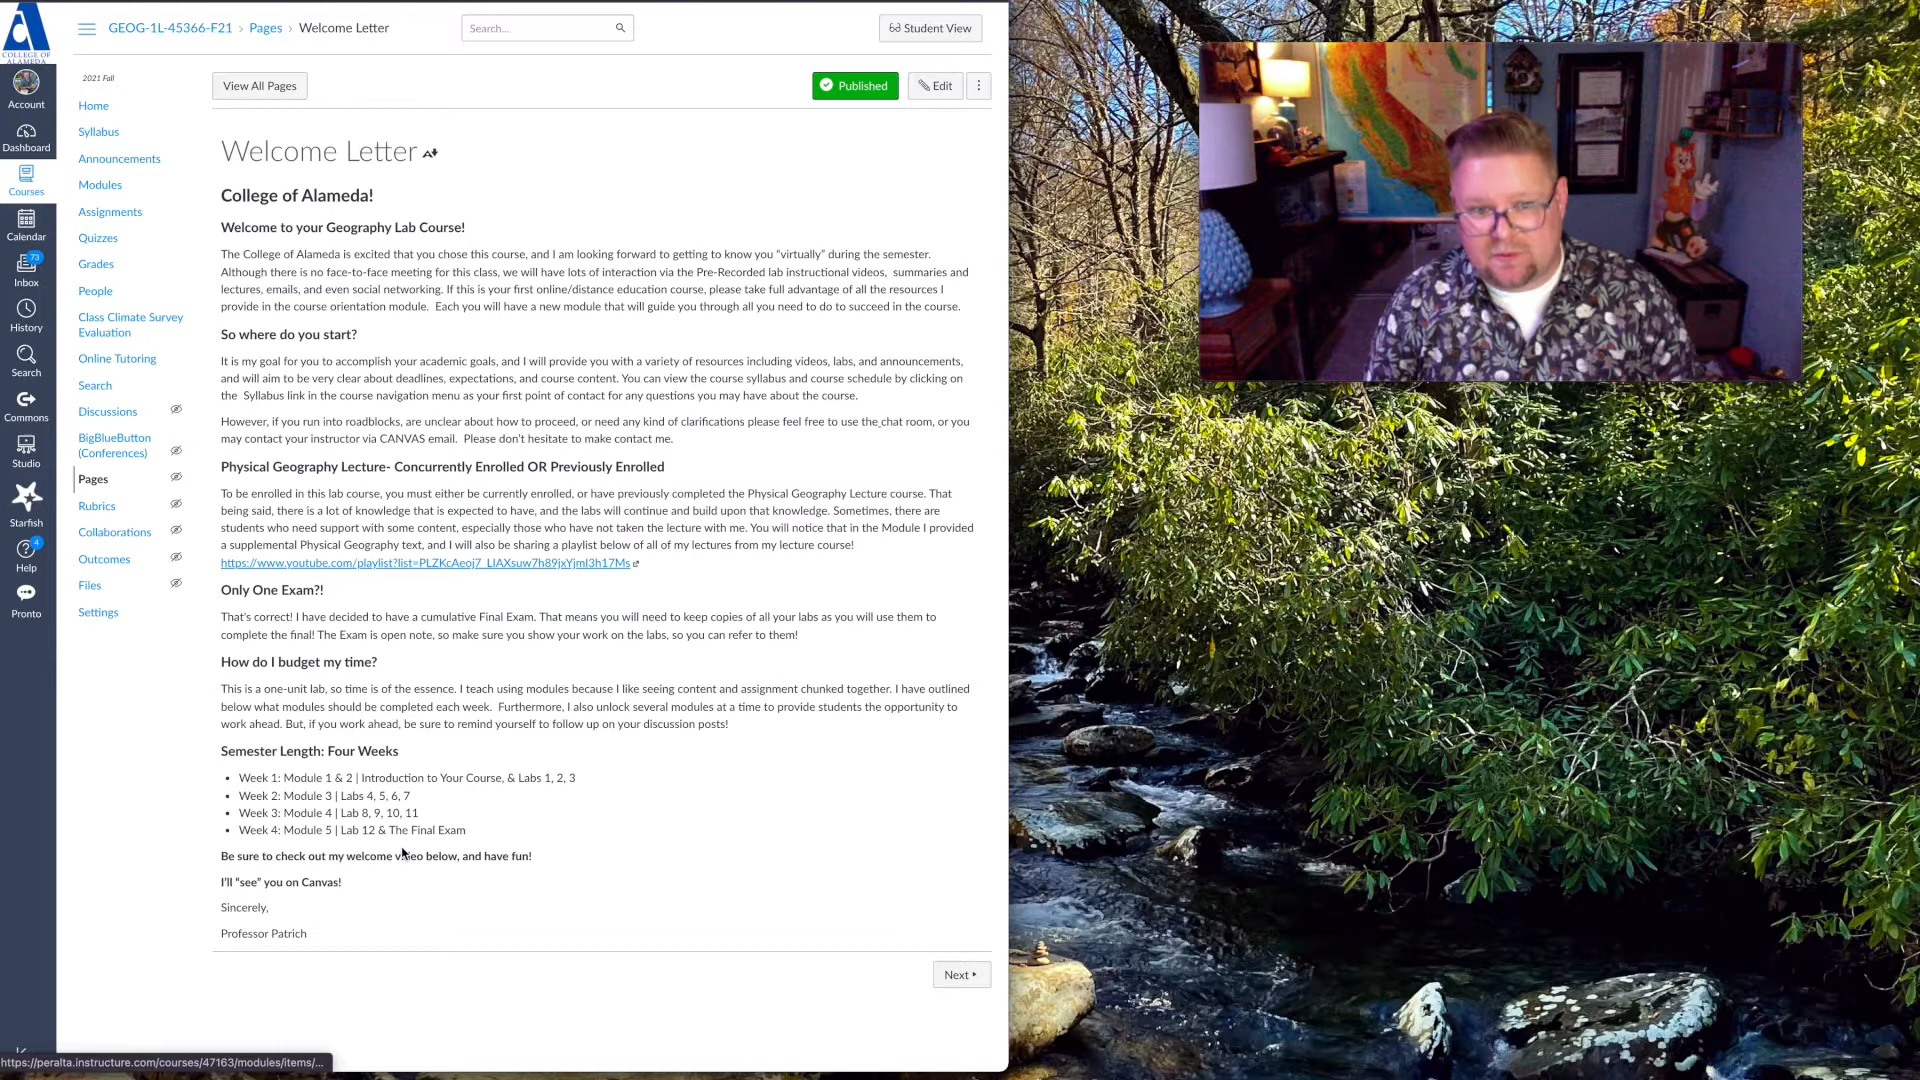 GEOG-1L-45366-F21 › Pages › Welcome Letter
Search...
Student View
COLLEGE OF ALAMEDA
Account
Dashboard
Courses
Calendar
73
Inbox
History
Search
Commons
Studio
Starfish
4
Help
Pronto
2021 Fall
Home
Syllabus
Announcements
Modules
Assignments
Quizzes
Grades
People
Class Climate Survey
Evaluation
Online Tutoring
Search
Discussions
BigBlueButton
(Conferences)
Pages
Rubrics
Collaborations
Outcomes
Files
Settings
View All Pages
Published
Edit
Welcome Letter
College of Alameda!
Welcome to your Geography Lab Course!
The College of Alameda is excited that you chose this course, and I am looking forward to getting to know you “virtually” during the semester.
Although there is no face-to-face meeting for this class, we will have lots of interaction via the Pre-Recorded lab instructional videos, summaries and
lectures, emails, and even social networking. If this is your first online/distance education course, please take full advantage of all the resources I
provide in the course orientation module. Each you will have a new module that will guide you through all you need to do to succeed in the course.
So where do you start?
It is my goal for you to accomplish your academic goals, and I will provide you with a variety of resources including videos, labs, and announcements,
and will aim to be very clear about deadlines, expectations, and course content. You can view the course syllabus and course schedule by clicking on
the Syllabus link in the course navigation menu as your first point of contact for any questions you may have about the course.
However, if you run into roadblocks, are unclear about how to proceed, or need any kind of clarifications please feel free to use the chat room, or you
may contact your instructor via CANVAS email. Please don't hesitate to make contact me.
Physical Geography Lecture- Concurrently Enrolled OR Previously Enrolled
To be enrolled in this lab course, you must either be currently enrolled, or have previously completed the Physical Geography Lecture course. That
being said, there is a lot of knowledge that is expected to have, and the labs will continue and build upon that knowledge. Sometimes, there are
students who need support with some content, especially those who have not taken the lecture with me. You will notice that in the Module I provided
a supplemental Physical Geography text, and I will also be sharing a playlist below of all of my lectures from my lecture course!
https://www.youtube.com/playlist?list=PLZKcAeoj7_LIAXsuw7h89jxYjml3h17Ms
Only One Exam?!
That's correct! I have decided to have a cumulative Final Exam. That means you will need to keep copies of all your labs as you will use them to
complete the final! The Exam is open note, so make sure you show your work on the labs, so you can refer to them!
How do I budget my time?
This is a one-unit lab, so time is of the essence. I teach using modules because I like seeing content and assignment chunked together. I have outlined
below what modules should be completed each week. Furthermore, I also unlock several modules at a time to provide students the opportunity to
work ahead. But, if you work ahead, be sure to remind yourself to follow up on your discussion posts!
Semester Length: Four Weeks
• Week 1: Module 1 & 2 | Introduction to Your Course, & Labs 1, 2, 3
• Week 2: Module 3 | Labs 4, 5, 6, 7
• Week 3: Module 4 | Lab 8, 9, 10, 11
• Week 4: Module 5 | Lab 12 & The Final Exam
Be sure to check out my welcome video below, and have fun!
I'll “see” you on Canvas!
Sincerely,
Professor Patrich
Next
https://peralta.instructure.com/courses/47163/modules/items/...